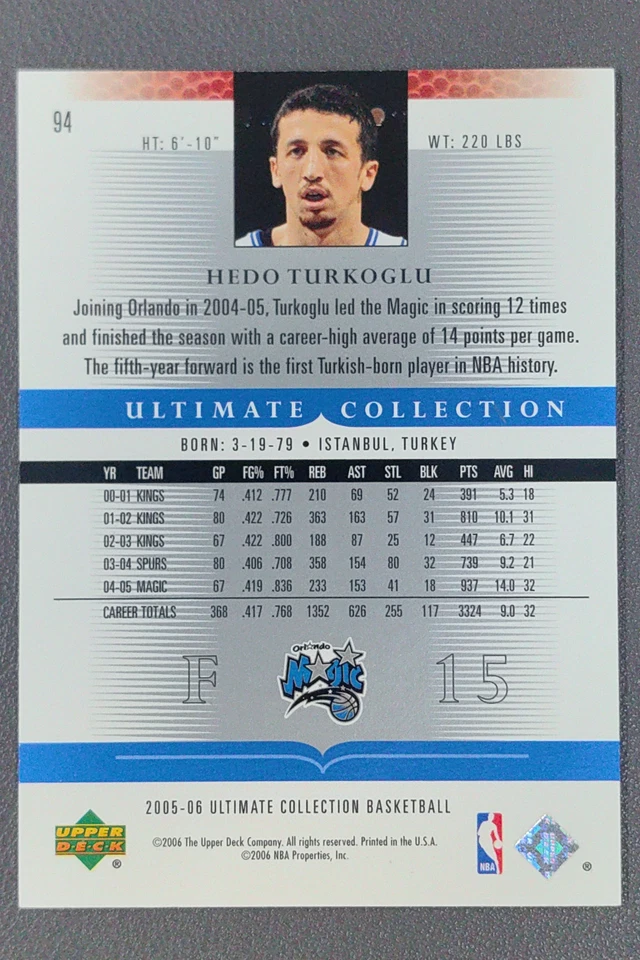 94
HT: 6'-10"
WT: 220 LBS
HEDO TURKOGLU
Joining Orlando in 2004-05, Turkoglu led the Magic in scoring 12 times
and finished the season with a career-high average of 14 points per game.
The fifth-year forward is the first Turkish-born player in NBA history.
ULTIMATE COLLECTION
BORN: 3-19-79 • ISTANBUL, TURKEY
YR TEAM GP FG% FT% REB AST STL BLK PTS AVG HI
00-01 KINGS 74 .412 .777 210 69 52 24 391 5.3 18
01-02 KINGS 80 .422 .726 363 163 57 31 810 10.1 31
02-03 KINGS 67 .422 .800 188 87 25 12 447 6.7 22
03-04 SPURS 80 .406 .708 358 154 80 32 739 9.2 21
04-05 MAGIC 67 .419 .836 233 153 41 18 937 14.0 32
CAREER TOTALS 368 .417 .768 1352 626 255 117 3324 9.0 32
F
Orlando
Magic
15
2005-06 ULTIMATE COLLECTION BASKETBALL
UPPER
DECK
®
©2006 The Upper Deck Company. All rights reserved. Printed in the U.S.A.
©2006 NBA Properties, Inc.
NBA
®